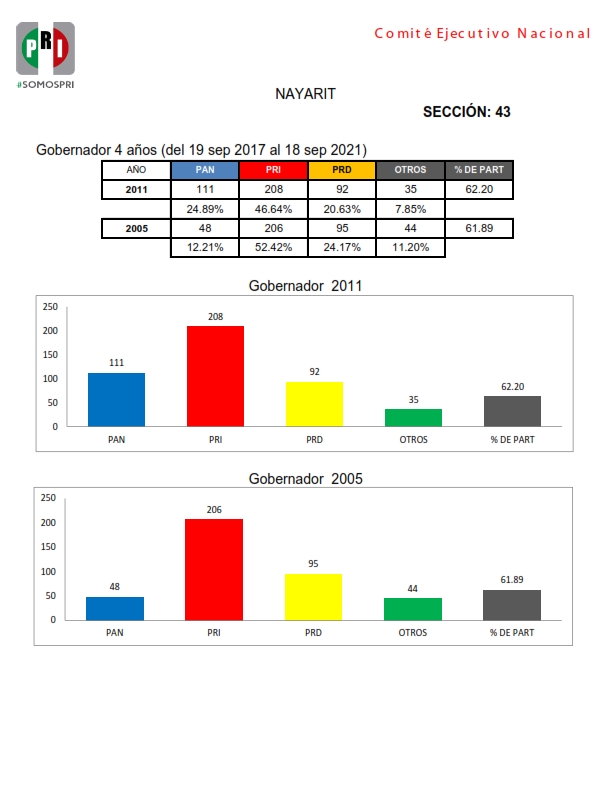 Comité Ejecutivo Nacional
PRI
#SOMOSPRI
NAYARIT
SECCIÓN: 43
Gobernador 4 años (del 19 sep 2017 al 18 sep 2021)
AÑO PAN PRI PRD OTROS % DE PART
2011 111 208 92 35 62.20
24.89% 46.64% 20.63% 7.85%
2005 48 206 95 44 61.89
12.21% 52.42% 24.17% 11.20%
Gobernador 2011
250
200
150
100
50
0
111
208
92
35
62.20
PAN PRI PRD OTROS % DE PART
Gobernador 2005
250
200
150
100
50
0
48
206
95
44
61.89
PAN PRI PRD OTROS % DE PART